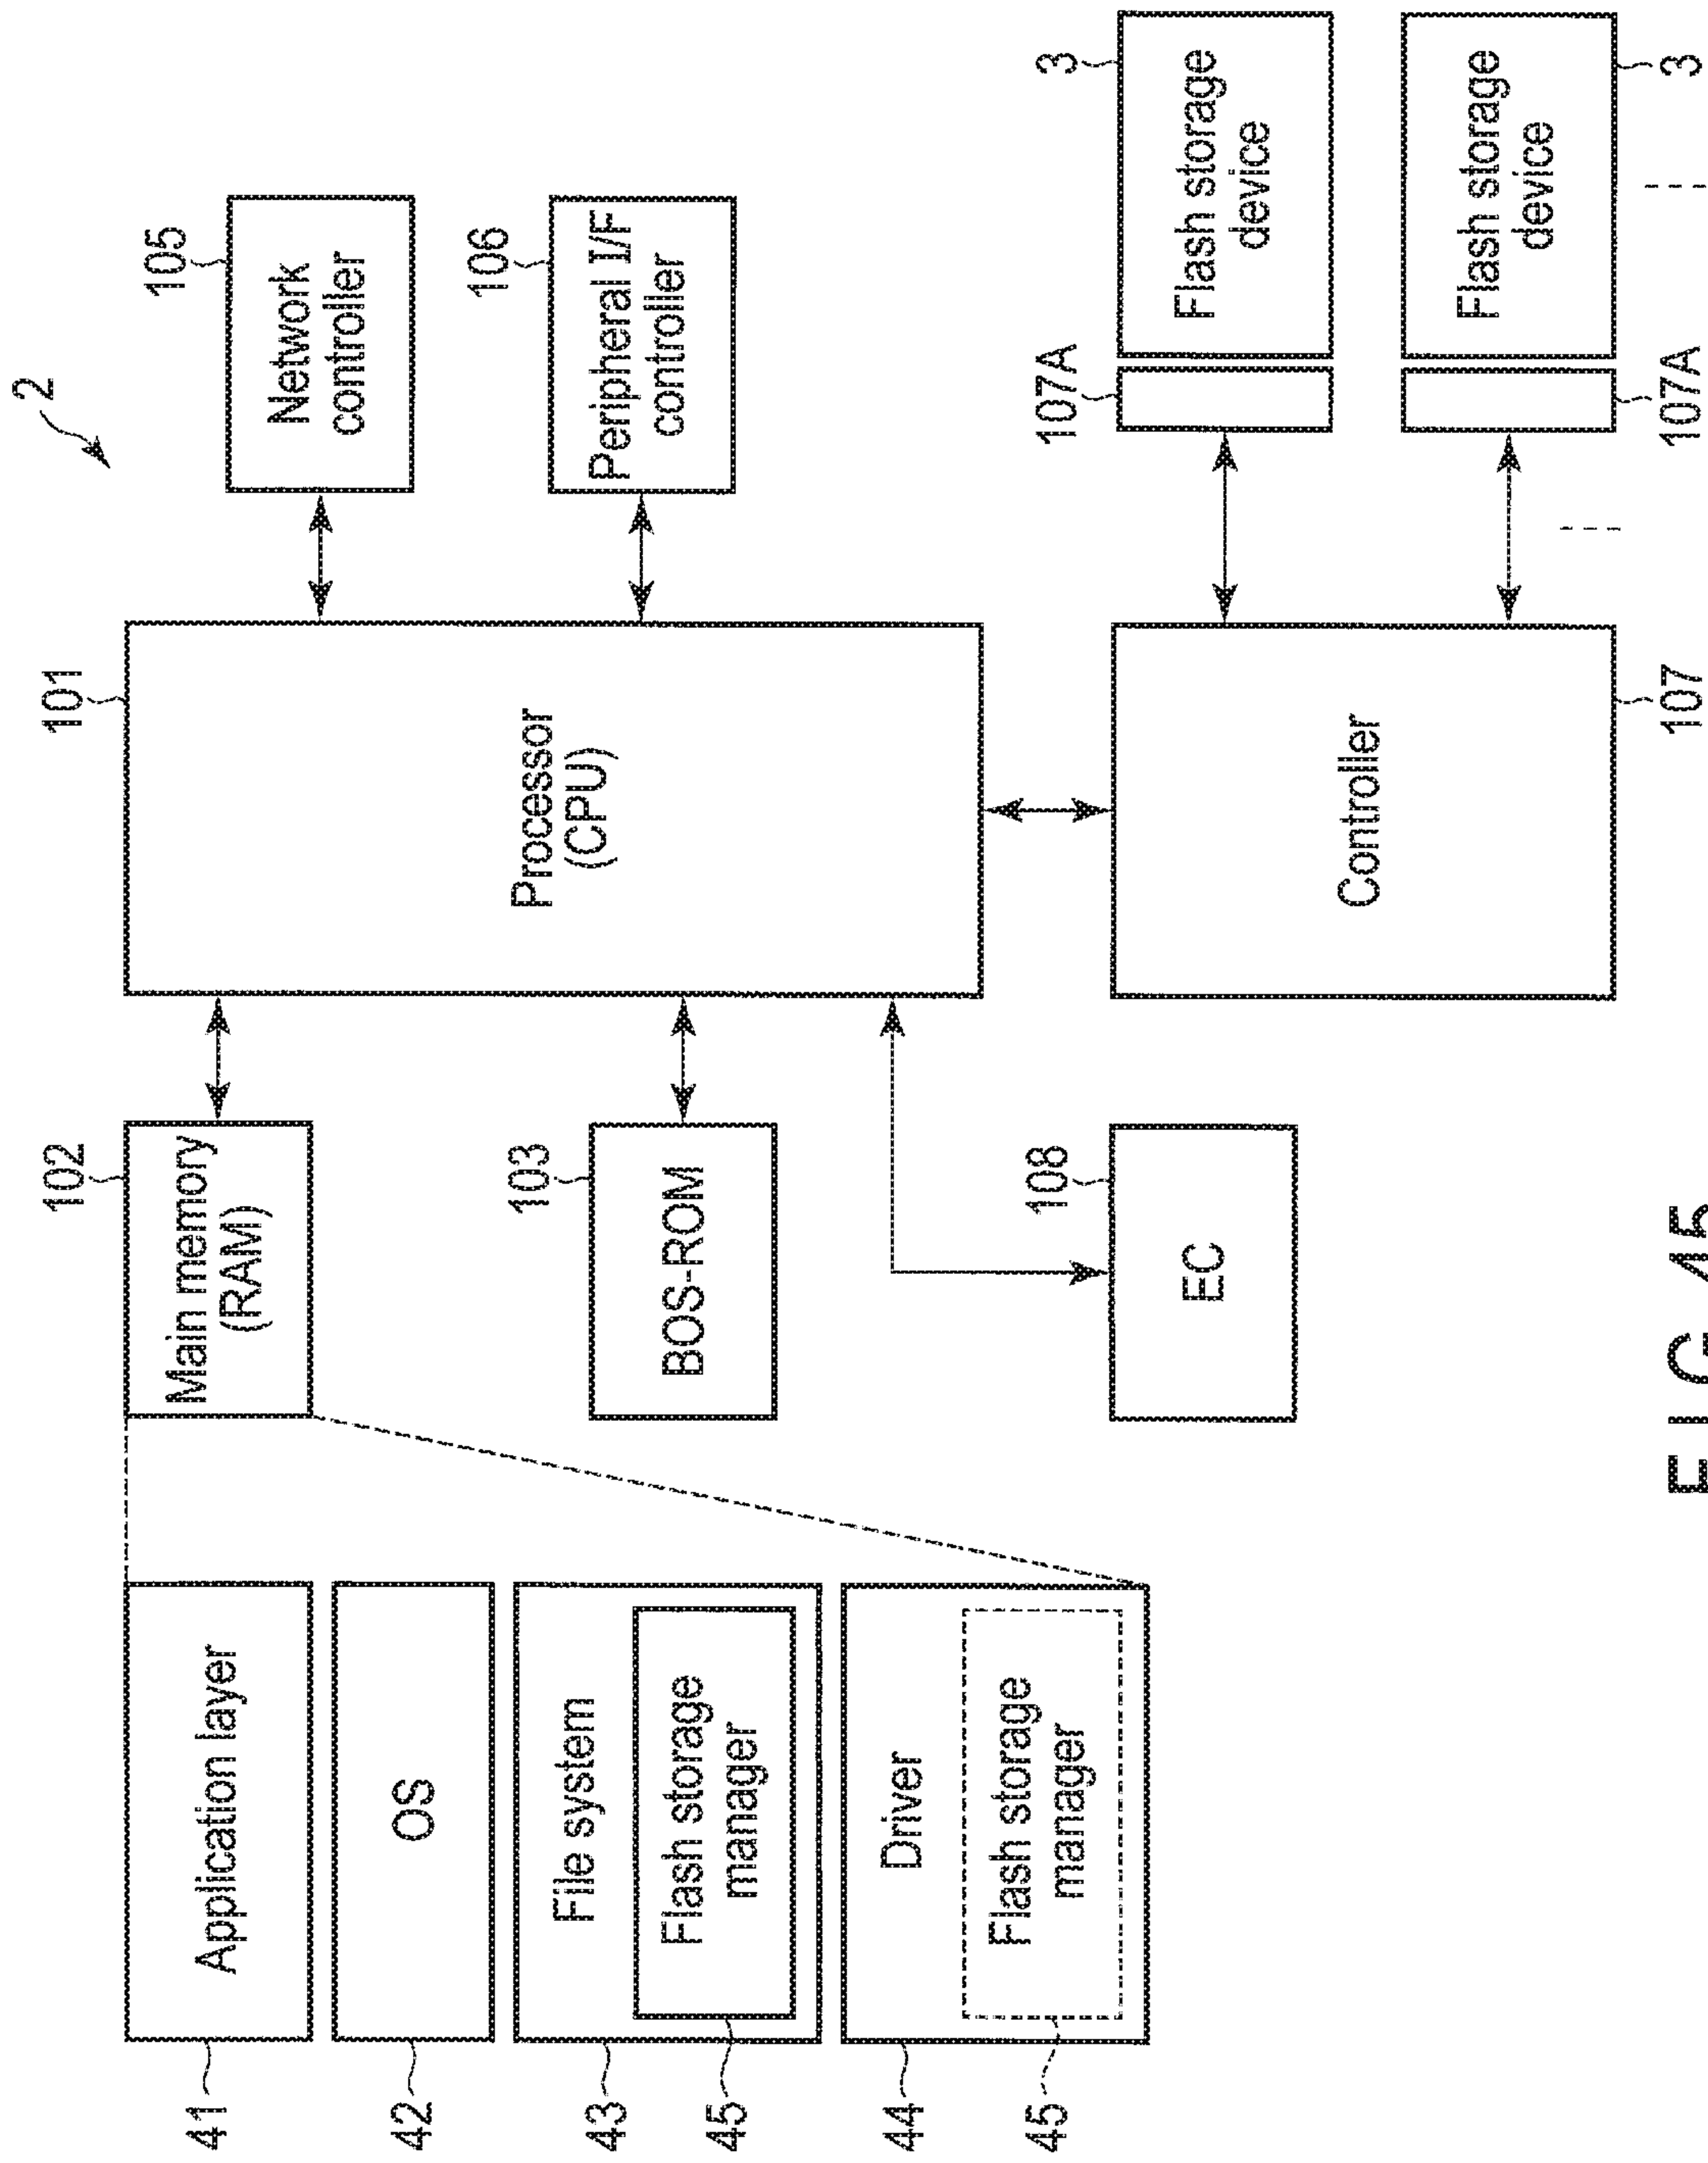 2
102
101
105
41
Application layer
Main memory
(RAM)
Network
controller
42
OS
103
106
43
File system
BOS-ROM
Processor
(CPU)
Peripheral I/F
controller
45
Flash storage
manager
44
Driver
108
107A
3
45
Flash storage
manager
EC
Controller
Flash storage
device
Flash storage
device
107
107A
3
FIG. 45